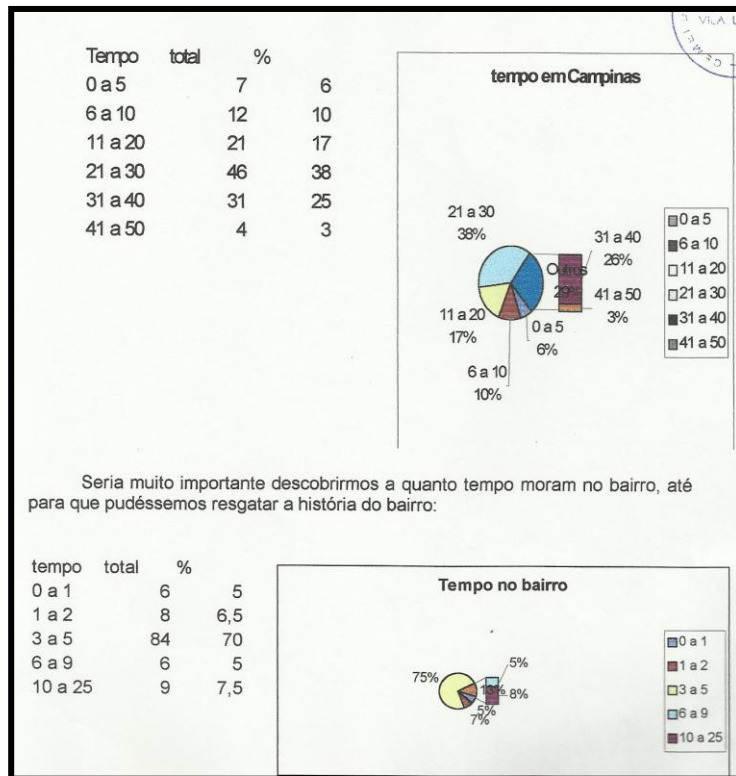 VILA
CEMEI
Tempo total %
0 a 5 7 6
6 a 10 12 10
11 a 20 21 17
21 a 30 46 38
31 a 40 31 25
41 a 50 4 3
tempo em Campinas
21 a 30
38%
31 a 40
26%
Outros
29%
41 a 50
3%
11 a 20
17%
0 a 5
6%
6 a 10
10%
0 a 5
6 a 10
11 a 20
21 a 30
31 a 40
41 a 50
Seria muito importante descobrirmos a quanto tempo moram no bairro, até
para que pudéssemos resgatar a história do bairro:
tempo total %
0 a 1 6 5
1 a 2 8 6,5
3 a 5 84 70
6 a 9 6 5
10 a 25 9 7,5
Tempo no bairro
75%
5%
13%
8%
5%
7%
0 a 1
1 a 2
3 a 5
6 a 9
10 a 25